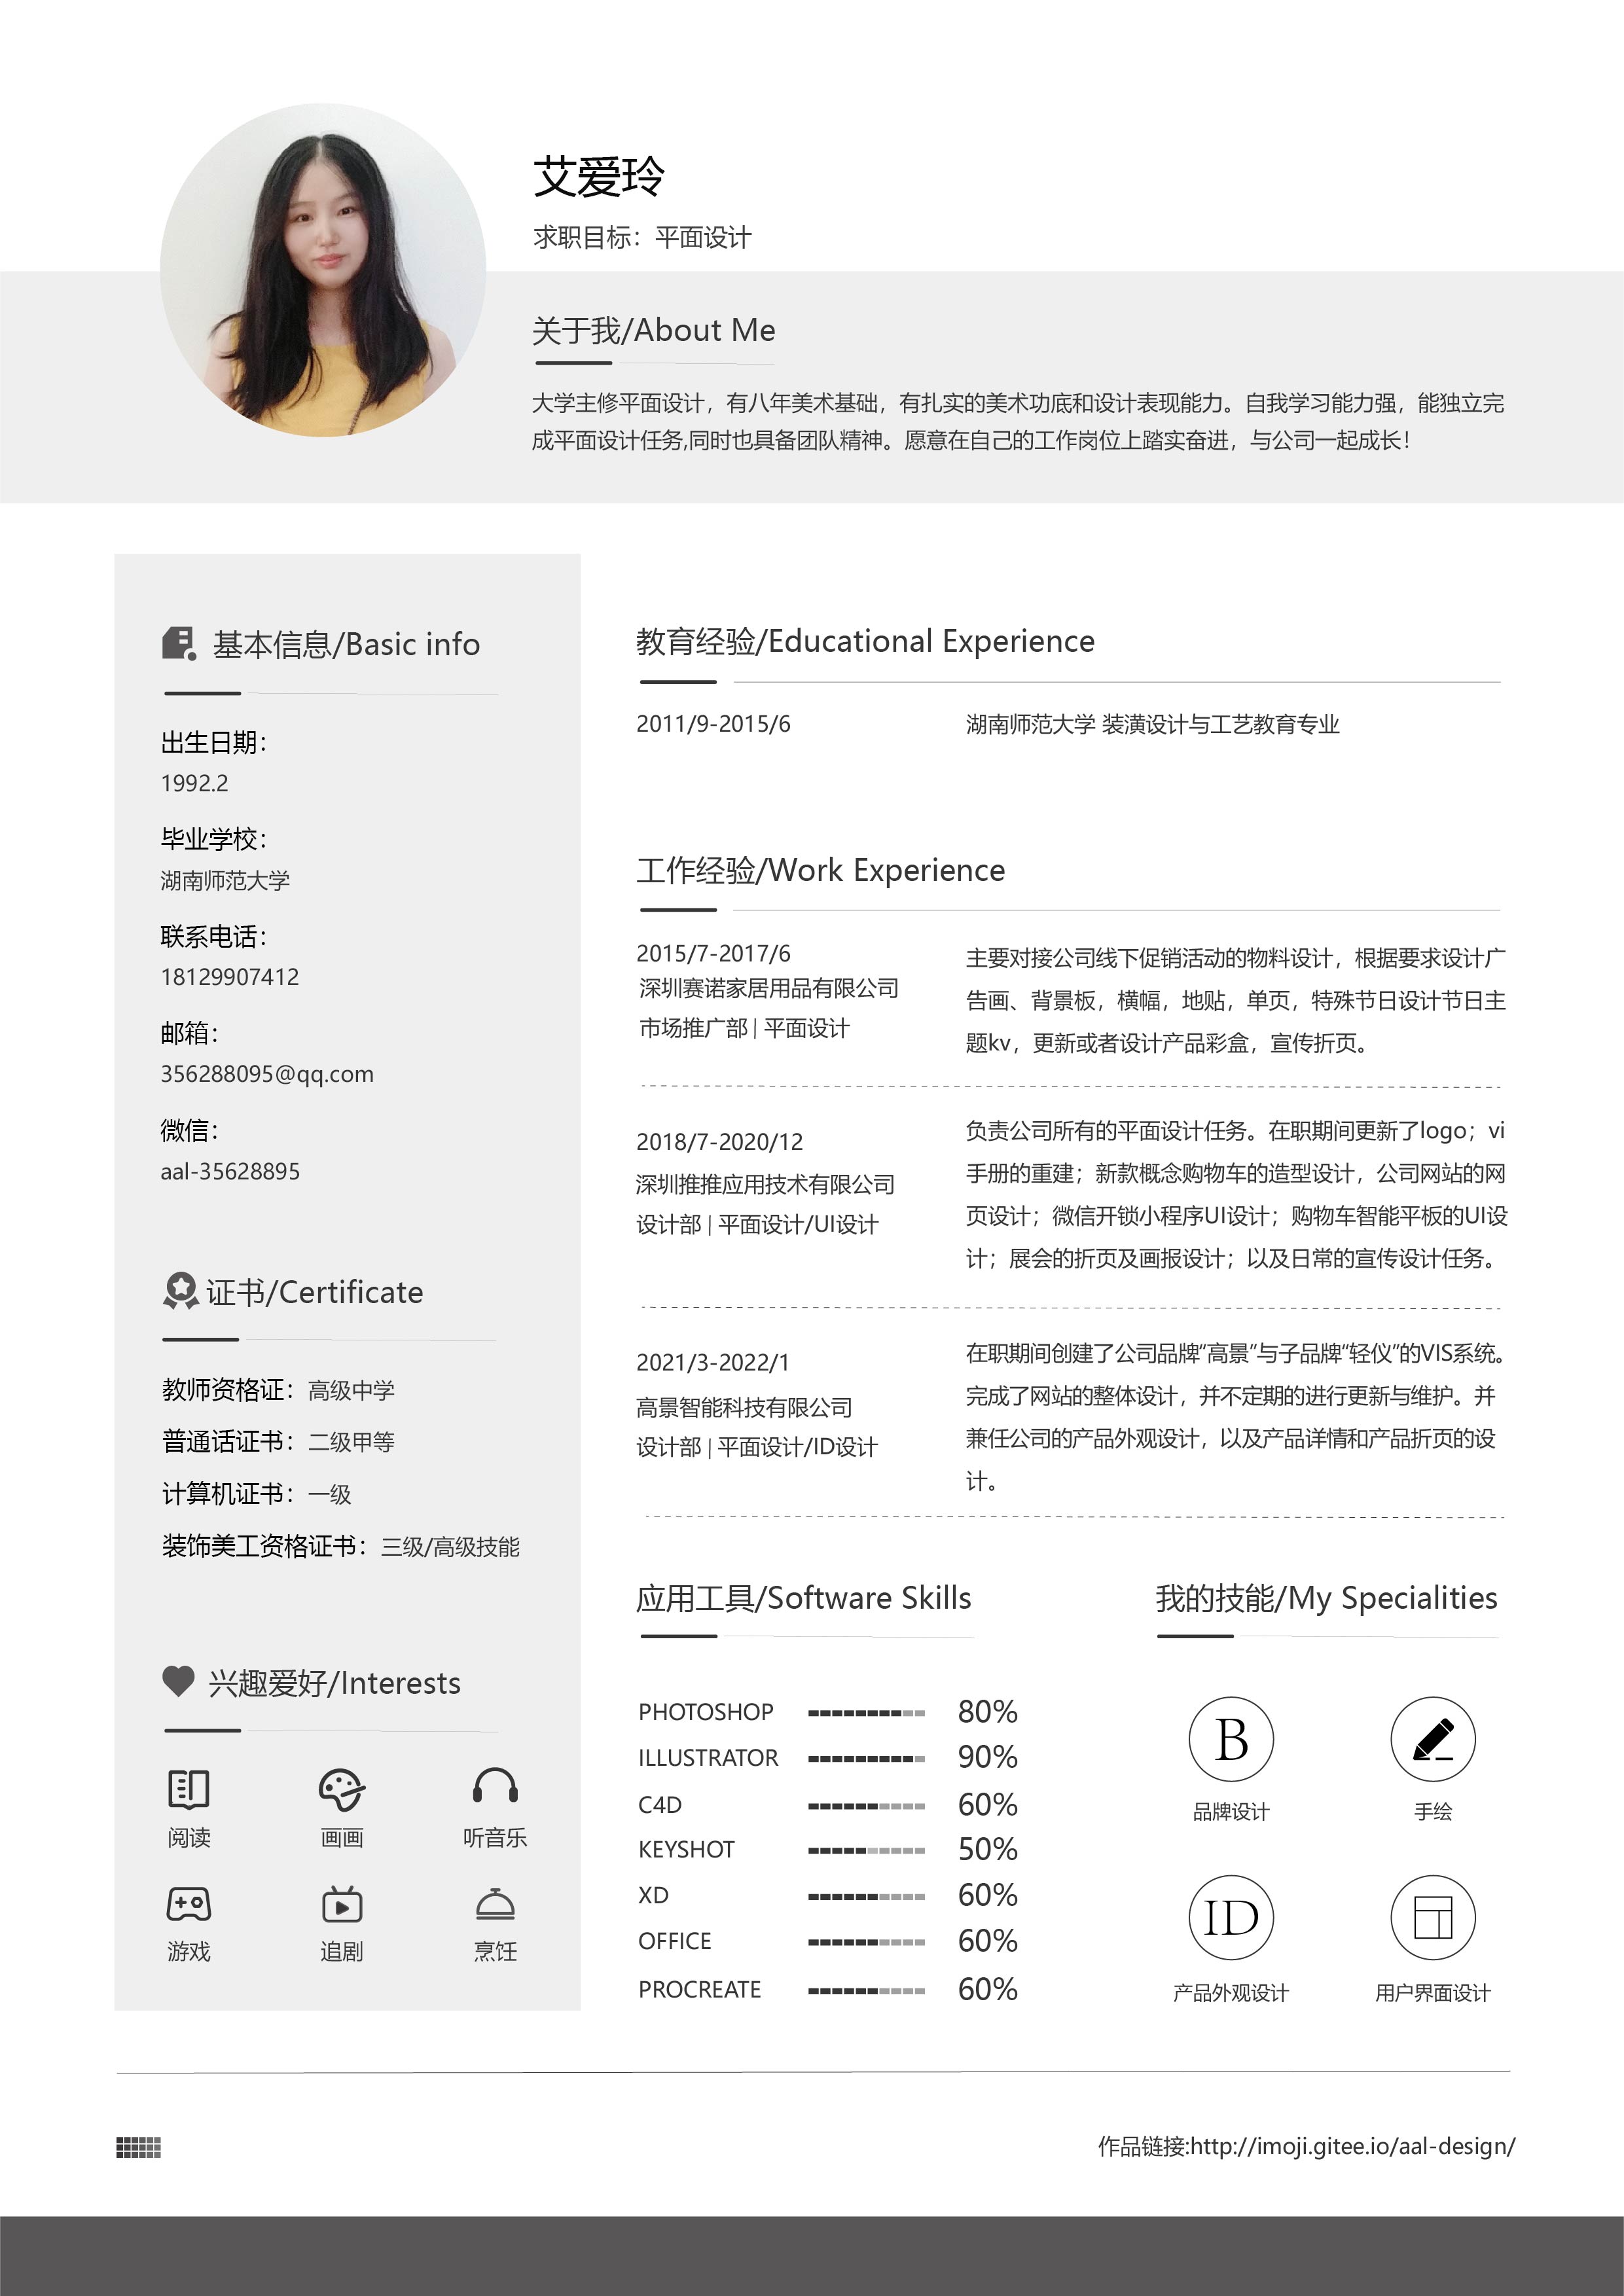 艾爱玲
求职目标：平面设计
关于我/About Me
大学主修平面设计，有八年美术基础，有扎实的美术功底和设计表现能力。自我学习能力强，能独立完
成平面设计任务,同时也具备团队精神。愿意在自己的工作岗位上踏实奋进，与公司一起成长！
基本信息/Basic info
出生日期：
1992.2
毕业学校：
湖南师范大学
联系电话：
18129907412
邮箱：
356288095@qq.com
微信：
aal-35628895
证书/Certificate
教师资格证：高级中学
普通话证书：二级甲等
计算机证书：一级
装饰美工资格证书：三级/高级技能
兴趣爱好/Interests
阅读 画画 听音乐
游戏 追剧 烹饪
教育经验/Educational Experience
2011/9-2015/6 湖南师范大学 装潢设计与工艺教育专业
工作经验/Work Experience
2015/7-2017/6
深圳赛诺家居用品有限公司
市场推广部 | 平面设计
主要对接公司线下促销活动的物料设计，根据要求设计广
告画、背景板，横幅，地贴，单页，特殊节日设计节日主
题kv，更新或者设计产品彩盒，宣传折页。
2018/7-2020/12
深圳推推应用技术有限公司
设计部 | 平面设计/UI设计
负责公司所有的平面设计任务。在职期间更新了logo；vi
手册的重建；新款概念购物车的造型设计，公司网站的网
页设计；微信开锁小程序UI设计；购物车智能平板的UI设
计；展会的折页及画报设计；以及日常的宣传设计任务。
2021/3-2022/1
高景智能科技有限公司
设计部 | 平面设计/ID设计
在职期间创建了公司品牌“高景”与子品牌“轻仪”的VIS系统。
完成了网站的整体设计，并不定期的进行更新与维护。并
兼任公司的产品外观设计，以及产品详情和产品折页的设
计。
应用工具/Software Skills
PHOTOSHOP 80%
ILLUSTRATOR 90%
C4D 60%
KEYSHOT 50%
XD 60%
OFFICE 60%
PROCREATE 60%
我的技能/My Specialities
B
品牌设计 手绘
ID
产品外观设计 用户界面设计
作品链接:http://imoji.gitee.io/aal-design/